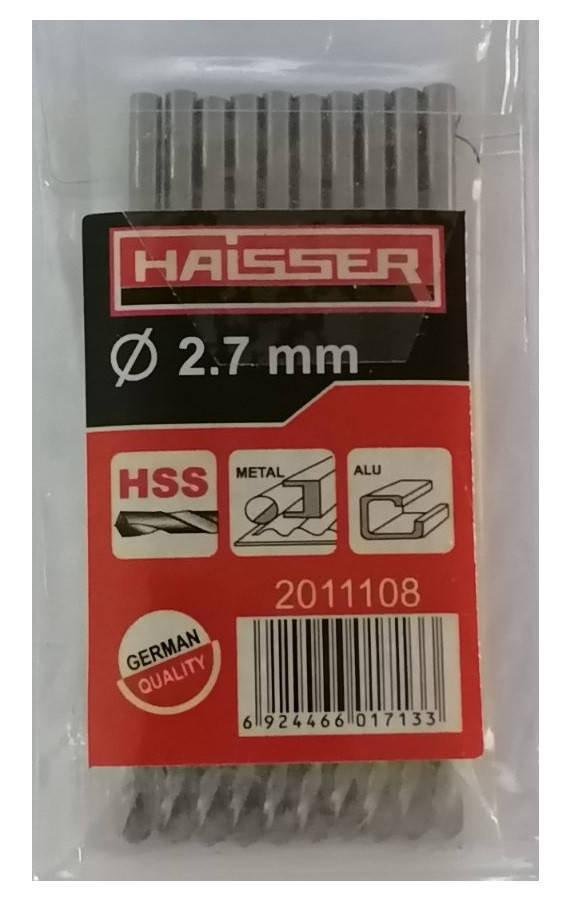 HAISSER
Ø 2.7 mm
HSS
METAL
ALU
2011108
GERMAN
QUALITY
6 924466 017133